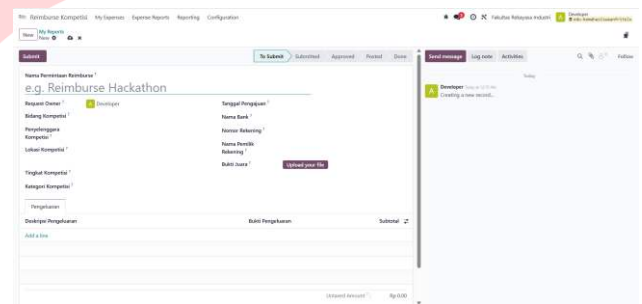 Reimburse Kompetisi My Expenses Expense Reports Reporting Configuration
Fakultas Rekayasa Industri A Developer
New My Reports
New
Submit To Submit Submitted Approved Posted Done
Send message Log note Activities Follow
Nama Permintaan Reimburse ?
e.g. Reimburse Hackathon
Request Owner ? A Developer
Bidang Kompetisi ?
Penyelenggara
Kompetisi ?
Lokasi Kompetisi ?
Tingkat Kompetisi ?
Kategori Kompetisi ?
Tanggal Pengajuan ?
Nama Bank ?
Nomor Rekening ?
Nama Pemilik
Rekening ?
Bukti Juara ? Upload your file
Today
A Developer
Creating a new record...
Pengeluaran
Deskripsi Pengeluaran Bukti Pengeluaran Subtotal
Add a line
Untaxed Amount ? : Rp 0.00